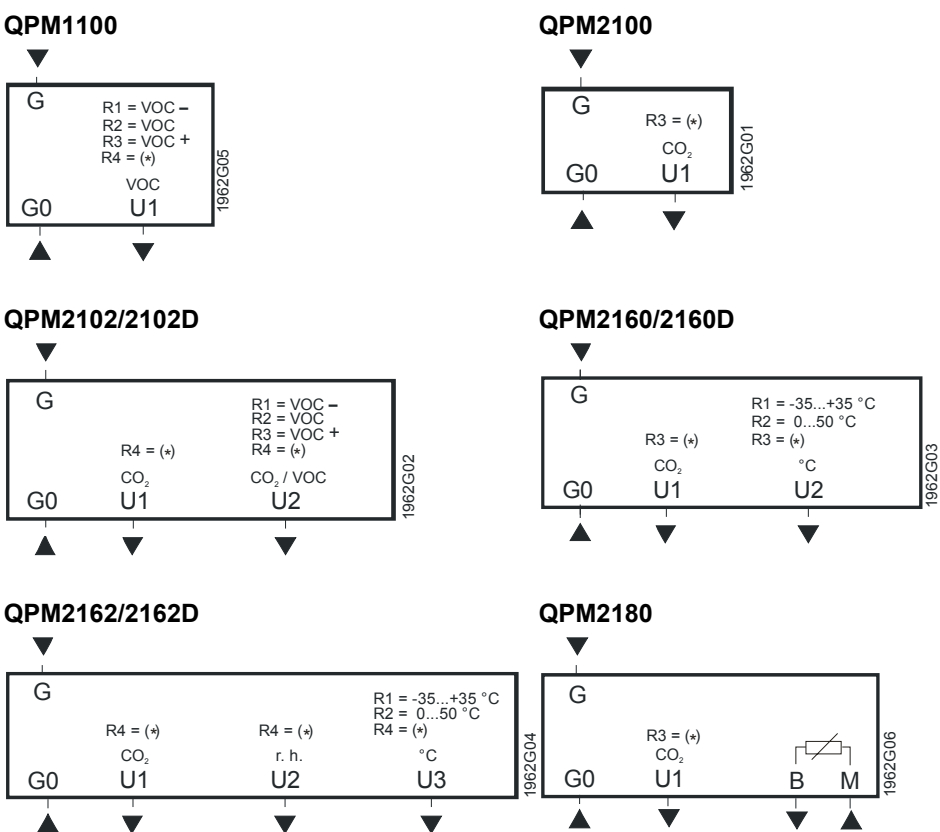 QPM1100
G
R1 = VOC –
R2 = VOC
R3 = VOC +
R4 = (*)
VOC
G0 U1
1962G05
QPM2100
G
R3 = (*)
CO₂
G0 U1
1962G01
QPM2102/2102D
G
R1 = VOC –
R2 = VOC
R3 = VOC +
R4 = (*) R4 = (*)
CO₂ CO₂ / VOC
G0 U1 U2
1962G02
QPM2160/2160D
G
R1 = -35...+35 °C
R2 = 0...50 °C
R3 = (*) R3 = (*)
CO₂ °C
G0 U1 U2
1962G03
QPM2162/2162D
G
R1 = -35...+35 °C
R2 = 0...50 °C
R4 = (*) R4 = (*) R4 = (*)
CO₂ r. h. °C
G0 U1 U2 U3
1962G04
QPM2180
G
R3 = (*)
CO₂
G0 U1 B M
1962G06